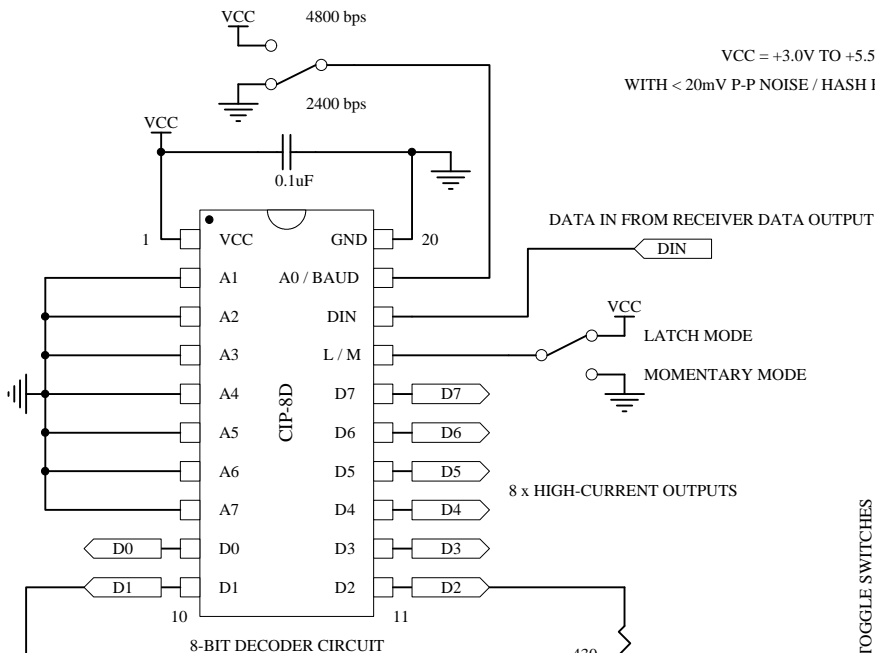 VCC
4800 bps
2400 bps
VCC = +3.0V TO +5.5
WITH < 20mV P-P NOISE / HASH
VCC
0.1uF
1
VCC
GND
20
DATA IN FROM RECEIVER DATA OUTPUT
DIN
A1
A0 / BAUD
A2
DIN
VCC
LATCH MODE
A3
L / M
MOMENTARY MODE
A4
D7
D7
CIP-8D
A5
D6
D6
A6
D5
D5
8 x HIGH-CURRENT OUTPUTS
A7
D4
D4
D0
D0
D3
D3
D1
D1
D2
D2
10
11
8-BIT DECODER CIRCUIT
430
TOGGLE SWITCHES